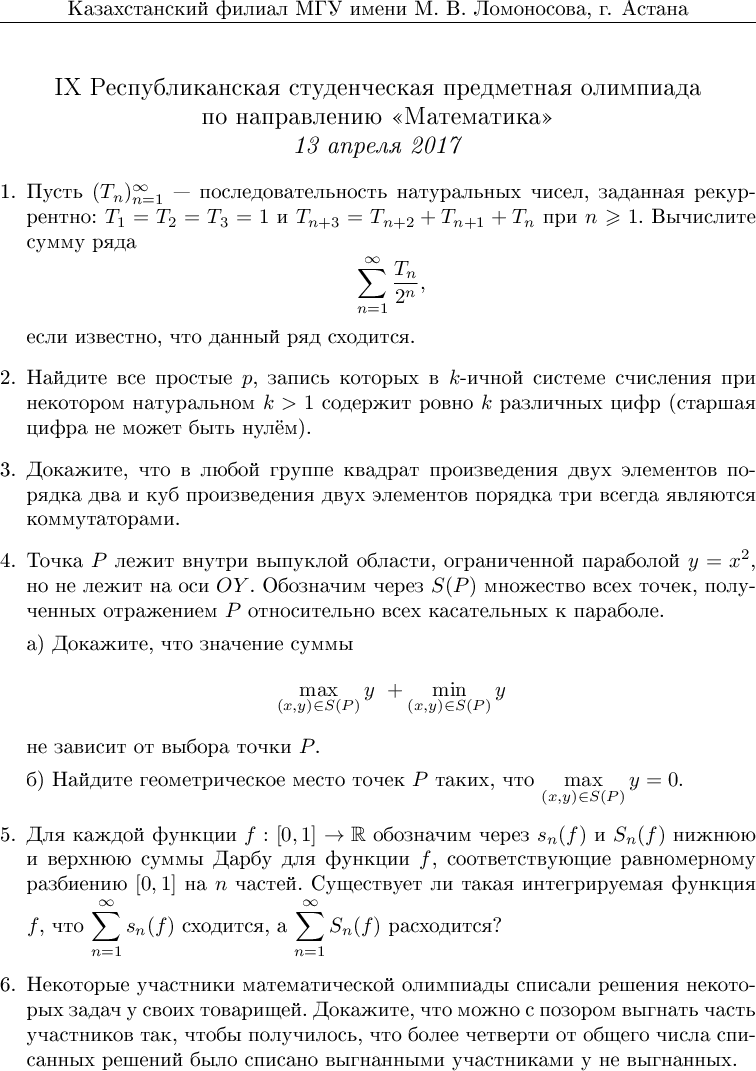 Казахстанский филиал МГУ имени М. В. Ломоносова, г. Астана
IX Республиканская студенческая предметная олимпиада
по направлению «Математика»
13 апреля 2017
1. Пусть $(T_n)_{n=1}^{\infty}$ — последовательность натуральных чисел, заданная рекур-
рентно: $T_1 = T_2 = T_3 = 1$ и $T_{n+3} = T_{n+2} + T_{n+1} + T_n$ при $n \geqslant 1$. Вычислите
сумму ряда
$$\sum_{n=1}^{\infty} \frac{T_n}{2^n},$$
если известно, что данный ряд сходится.
2. Найдите все простые $p$, запись которых в $k$-ичной системе счисления при
некотором натуральном $k > 1$ содержит ровно $k$ различных цифр (старшая
цифра не может быть нулём).
3. Докажите, что в любой группе квадрат произведения двух элементов по-
рядка два и куб произведения двух элементов порядка три всегда являются
коммутаторами.
4. Точка $P$ лежит внутри выпуклой области, ограниченной параболой $y = x^2$,
но не лежит на оси $OY$. Обозначим через $S(P)$ множество всех точек, полу-
ченных отражением $P$ относительно всех касательных к параболе.
а) Докажите, что значение суммы
$$\max_{(x,y)\in S(P)} y \ + \min_{(x,y)\in S(P)} y$$
не зависит от выбора точки $P$.
б) Найдите геометрическое место точек $P$ таких, что $\max_{(x,y)\in S(P)} y = 0$.
5. Для каждой функции $f : [0, 1] \to \mathbb{R}$ обозначим через $s_n(f)$ и $S_n(f)$ нижнюю
и верхнюю суммы Дарбу для функции $f$, соответствующие равномерному
разбиению $[0, 1]$ на $n$ частей. Существует ли такая интегрируемая функция
$f$, что $\sum_{n=1}^{\infty} s_n(f)$ сходится, а $\sum_{n=1}^{\infty} S_n(f)$ расходится?
6. Некоторые участники математической олимпиады списали решения некото-
рых задач у своих товарищей. Докажите, что можно с позором выгнать часть
участников так, чтобы получилось, что более четверти от общего числа спи-
санных решений было списано выгнанными участниками у не выгнанных.